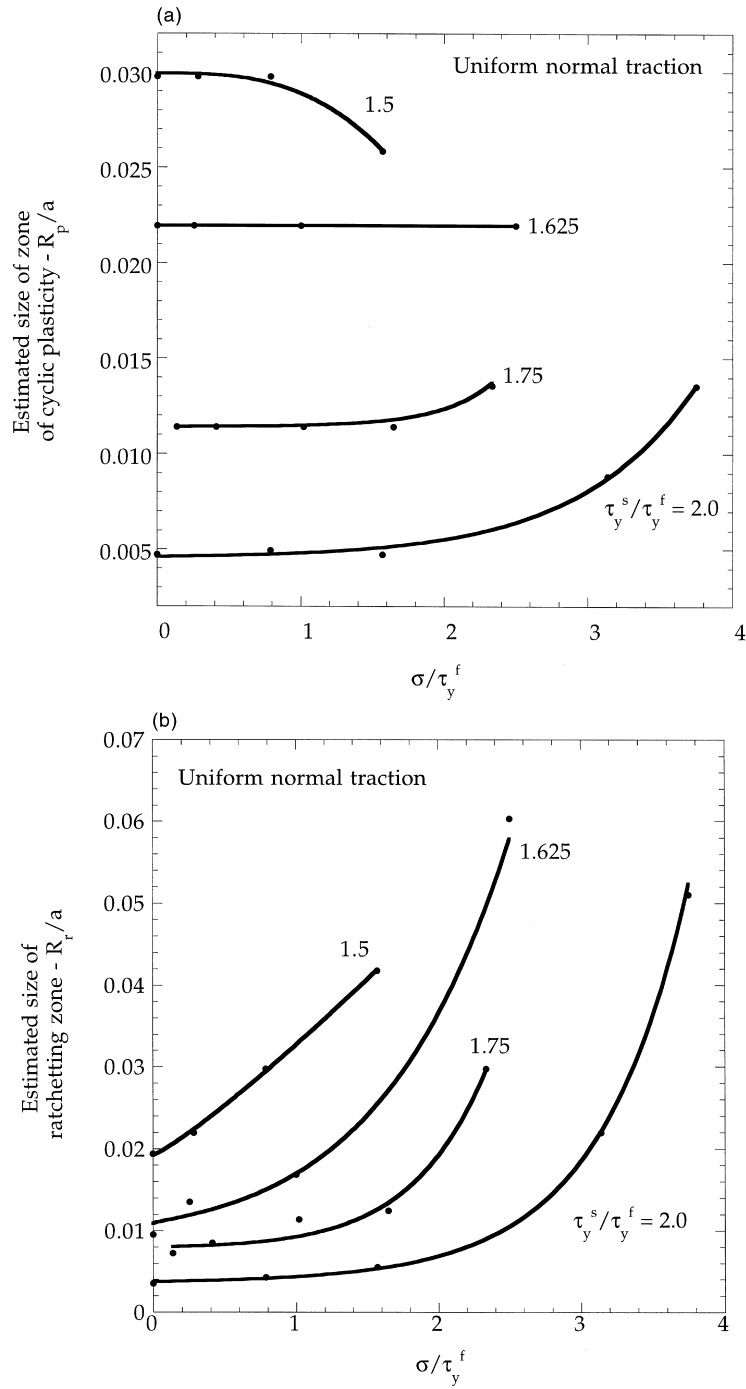 (a)
Uniform normal traction
0.030
0.025
0.020
0.015
0.010
0.005
Estimated size of zone
of cyclic plasticity - R_p/a
1.5
1.625
1.75
τ_y^s/τ_y^f = 2.0
0 1 2 3 4
σ/τ_y^f
(b)
Uniform normal traction
0.07
0.06
0.05
0.04
0.03
0.02
0.01
0
Estimated size of
ratchetting zone - R_r/a
1.625
1.5
1.75
τ_y^s/τ_y^f = 2.0
0 1 2 3 4
σ/τ_y^f